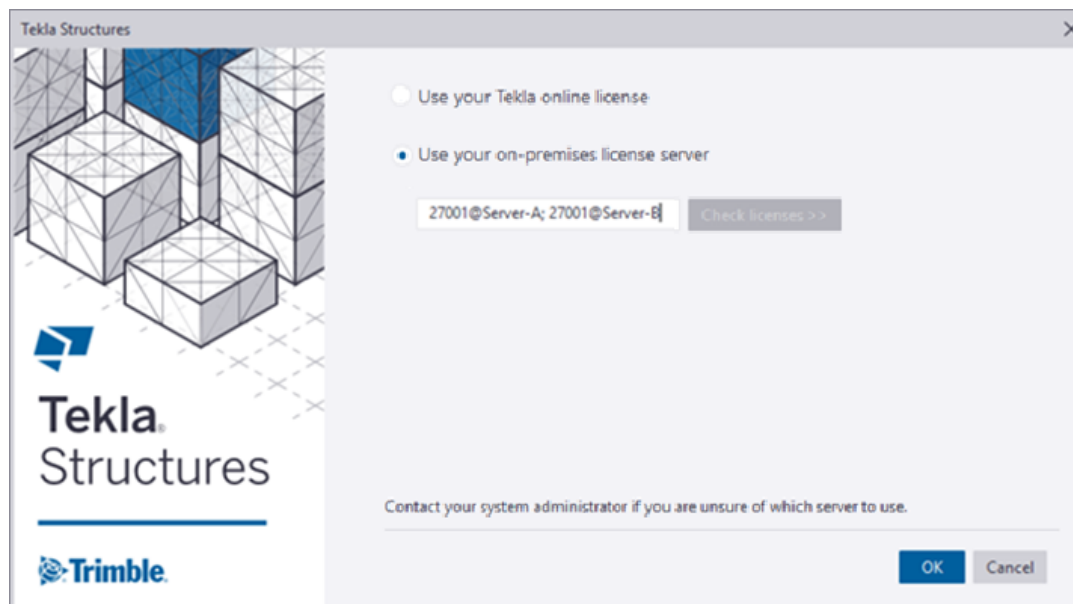 Tekla Structures
Use your Tekla online license
Use your on-premises license server
27001@Server-A; 27001@Server-B
Check licenses >>
Tekla®
Structures
Contact your system administrator if you are unsure of which server to use.
Trimble.
OK
Cancel